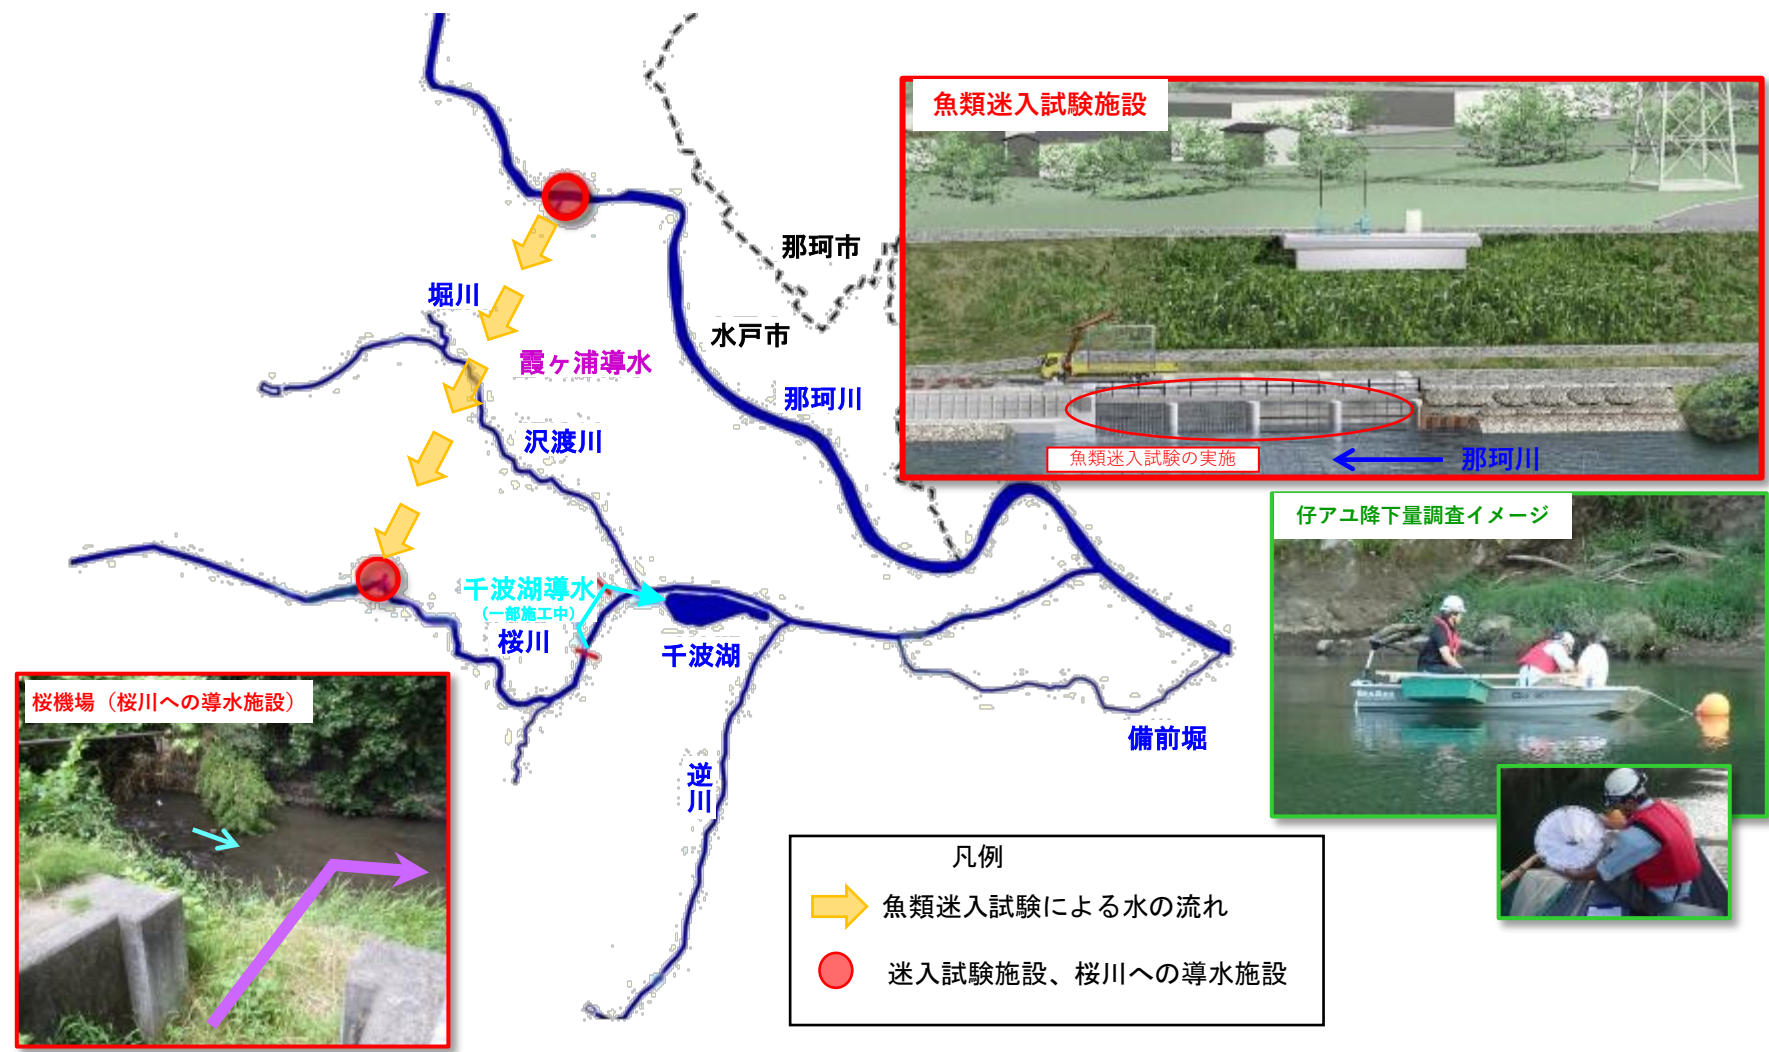 魚類迷入試験施設
那珂市
堀川
水戸市
霞ヶ浦導水
那珂川
沢渡川
魚類迷入試験の実施
那珂川
仔アユ降下量調査イメージ
千波湖導水
(一部施工中)
桜川
千波湖
桜機場（桜川への導水施設）
備前堀
逆川
凡例
魚類迷入試験による水の流れ
迷入試験施設、桜川への導水施設